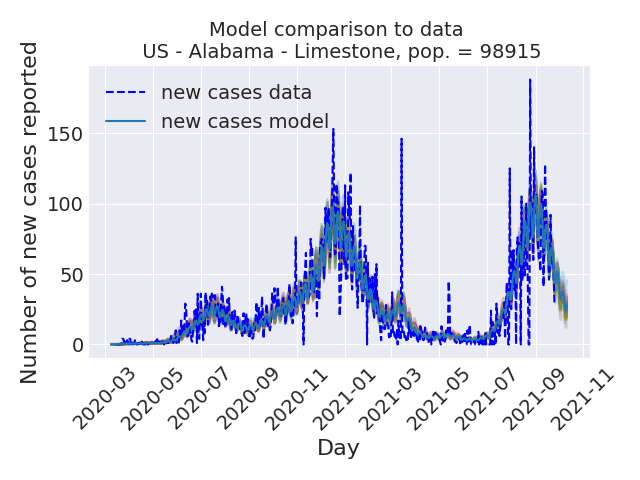 Model comparison to data
US - Alabama - Limestone, pop. = 98915
Number of new cases reported
new cases data
new cases model
150
100
50
0
2020-03
2020-05
2020-07
2020-09
2020-11
2021-01
2021-03
2021-05
2021-07
2021-09
2021-11
Day